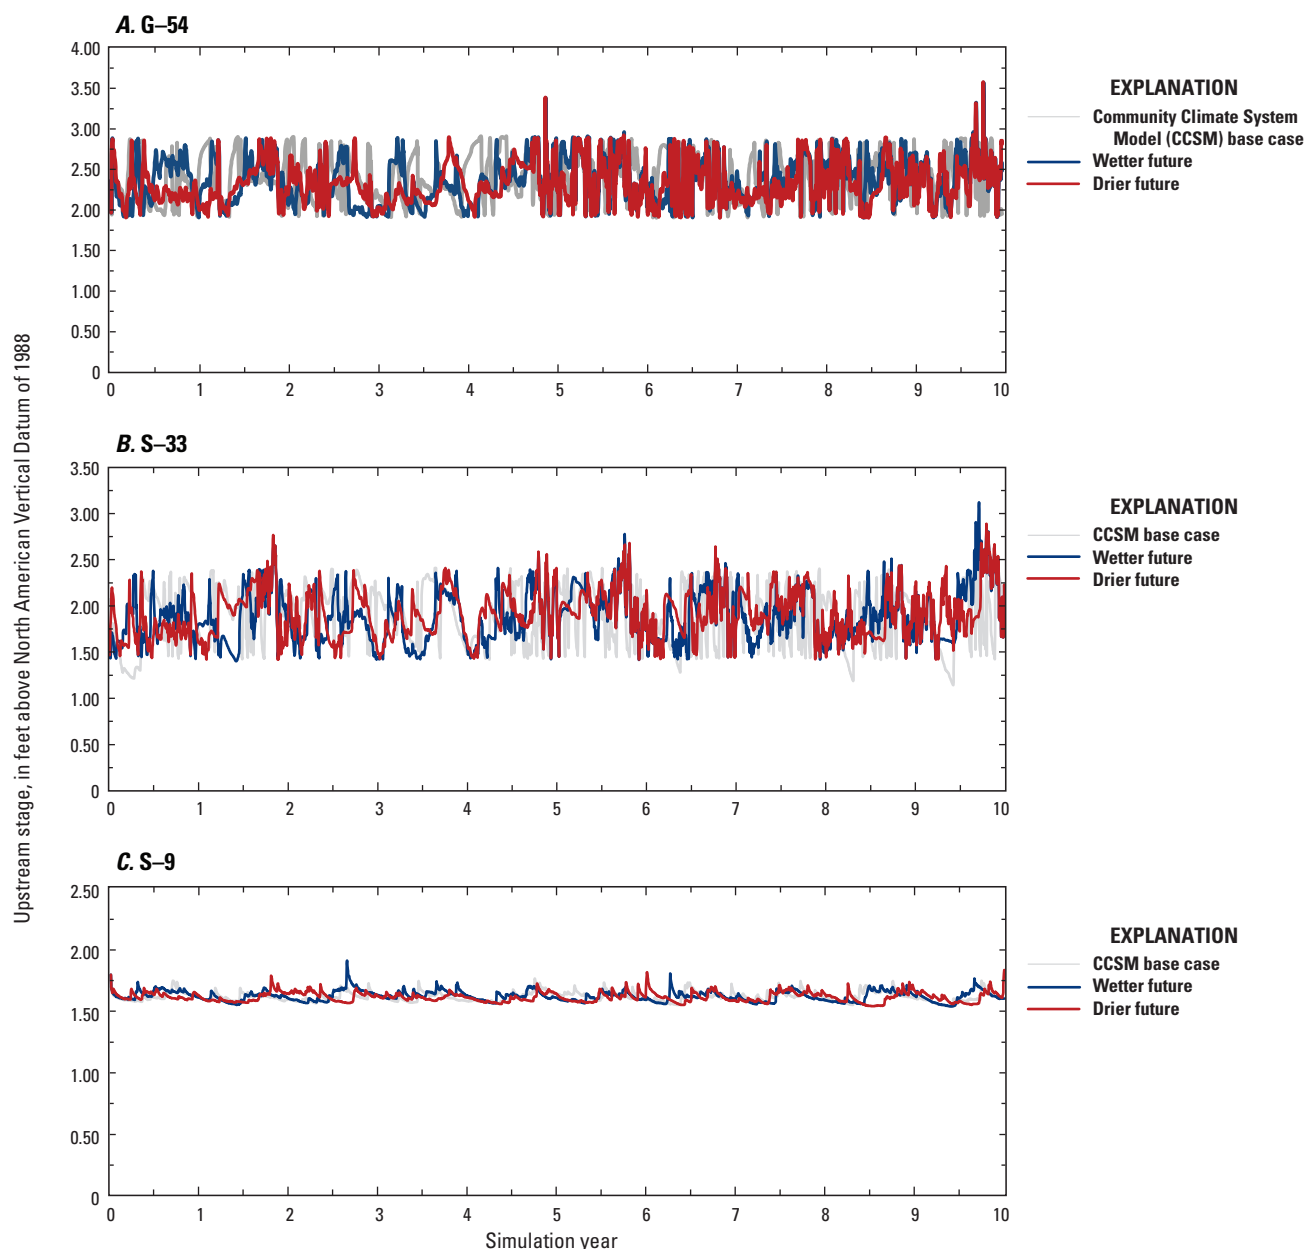 A. G–54
4.00
3.50
3.00
2.50
2.00
1.50
1.00
0.50
0
0 1 2 3 4 5 6 7 8 9 10
EXPLANATION
Community Climate System
Model (CCSM) base case
Wetter future
Drier future
Upstream stage, in feet above North American Vertical Datum of 1988
B. S–33
3.50
3.00
2.50
2.00
1.50
1.00
0.50
0
0 1 2 3 4 5 6 7 8 9 10
EXPLANATION
CCSM base case
Wetter future
Drier future
C. S–9
2.50
2.00
1.50
1.00
0.50
0
0 1 2 3 4 5 6 7 8 9 10
EXPLANATION
CCSM base case
Wetter future
Drier future
Simulation year